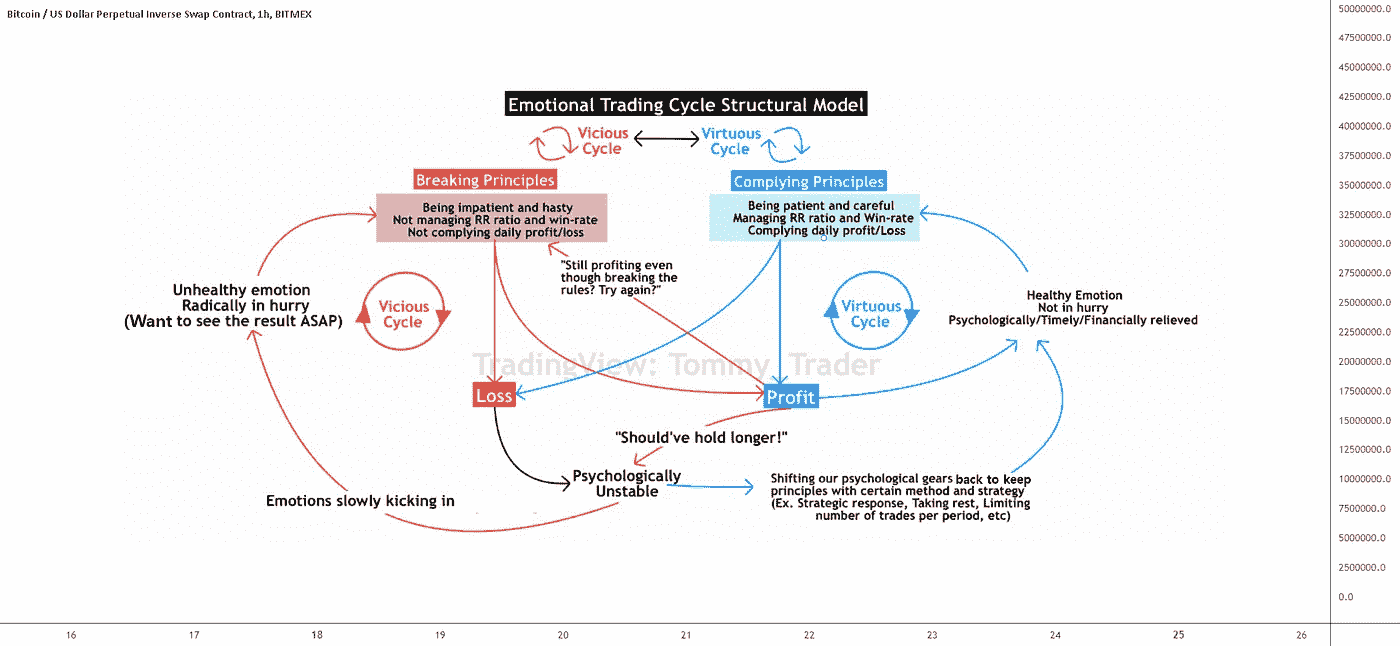 Bitcoin / US Dollar Perpetual Inverse Swap Contract, 1h, BITMEX
Emotional Trading Cycle Structural Model
Vicious
Cycle
Virtuous
Cycle
Breaking Principles
Being impatient and hasty
Not managing RR ratio and win-rate
Not complying daily profit/loss
Complying Principles
Being patient and careful
Managing RR ratio and Win-rate
Complying daily profit/Loss
"Still profiting even
though breaking the
rules? Try again?"
Unhealthy emotion
Radically in hurry
(Want to see the result ASAP)
Vicious
Cycle
Virtuous
Cycle
Healthy Emotion
Not in hurry
Psychologically/Timely/Financially relieved
TradingView: Tommy_Trader
Loss
Profit
"Should've hold longer!"
Psychologically
Unstable
Emotions slowly kicking in
Shifting our psychological gears back to keep
principles with certain method and strategy
(Ex. Strategic response, Taking rest, Limiting
number of trades per period, etc)
50000000.0
47500000.0
45000000.0
42500000.0
40000000.0
37500000.0
35000000.0
32500000.0
30000000.0
27500000.0
25000000.0
22500000.0
20000000.0
17500000.0
15000000.0
12500000.0
10000000.0
7500000.0
5000000.0
2500000.0
0.0
16 17 18 19 20 21 22 23 24 25 26